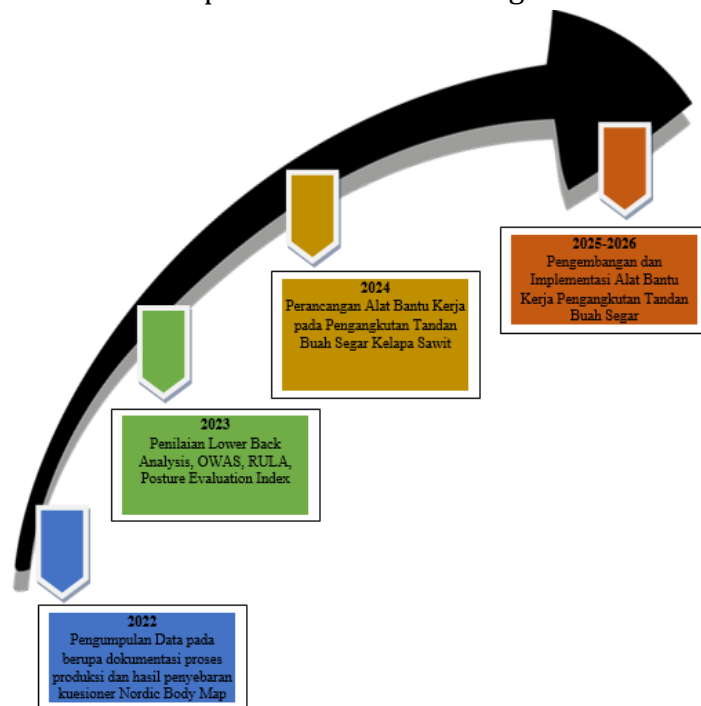 2025-2026
Pengembangan dan
Implementasi Alat Bantu
Kerja Pengangkutan Tandan
Buah Segar
2024
Perancangan Alat Bantu Kerja
pada Pengangkutan Tandan
Buah Segar Kelapa Sawit
2023
Penilaian Lower Back
Analysis, OWAS, RULA,
Posture Evaluation Index
2022
Pengumpulan Data pada
berupa dokumentasi proses
produksi dan hasil penyebaran
kuesioner Nordic Body Map